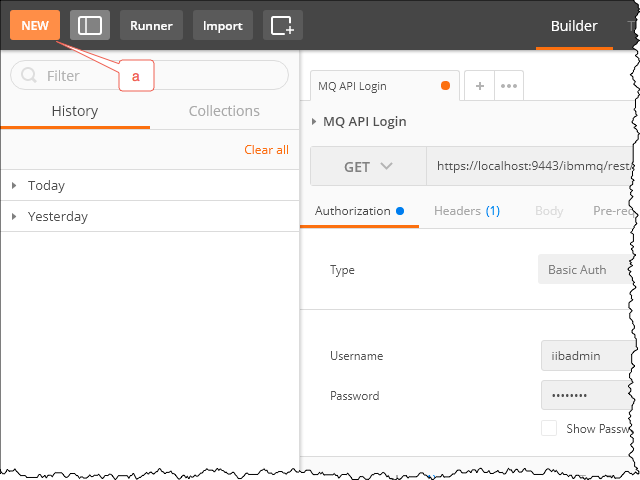 NEW Runner Import Builder
a
Filter
History Collections
Clear all
Today
Yesterday
MQ API Login + •••
MQ API Login
GET https://localhost:9443/ibmmq/rest/
Authorization Headers (1) Body Pre-req
Type Basic Auth
Username iibadmin
Password ••••••••
Show Passw